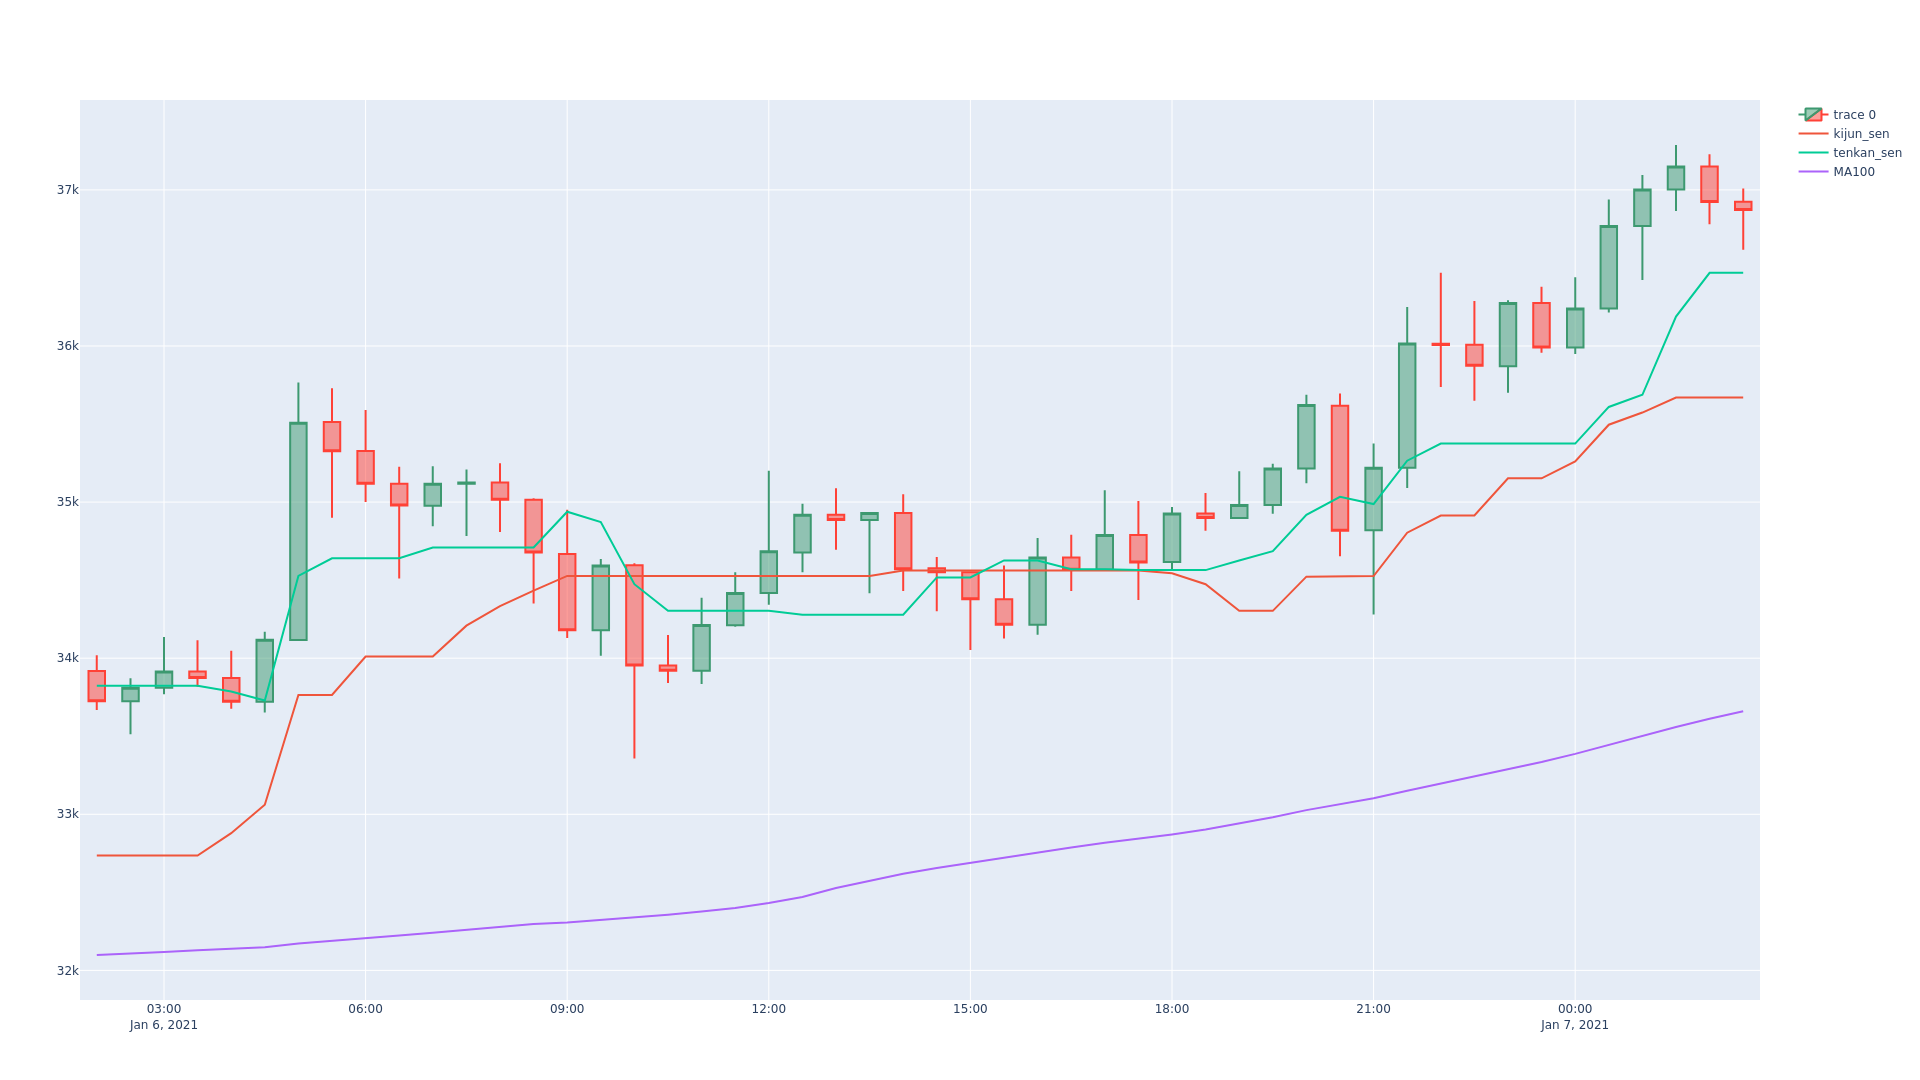 trace 0
kijun_sen
tenkan_sen
MA100
37k
36k
35k
34k
33k
32k
03:00 06:00 09:00 12:00 15:00 18:00 21:00 00:00
Jan 6, 2021 Jan 7, 2021